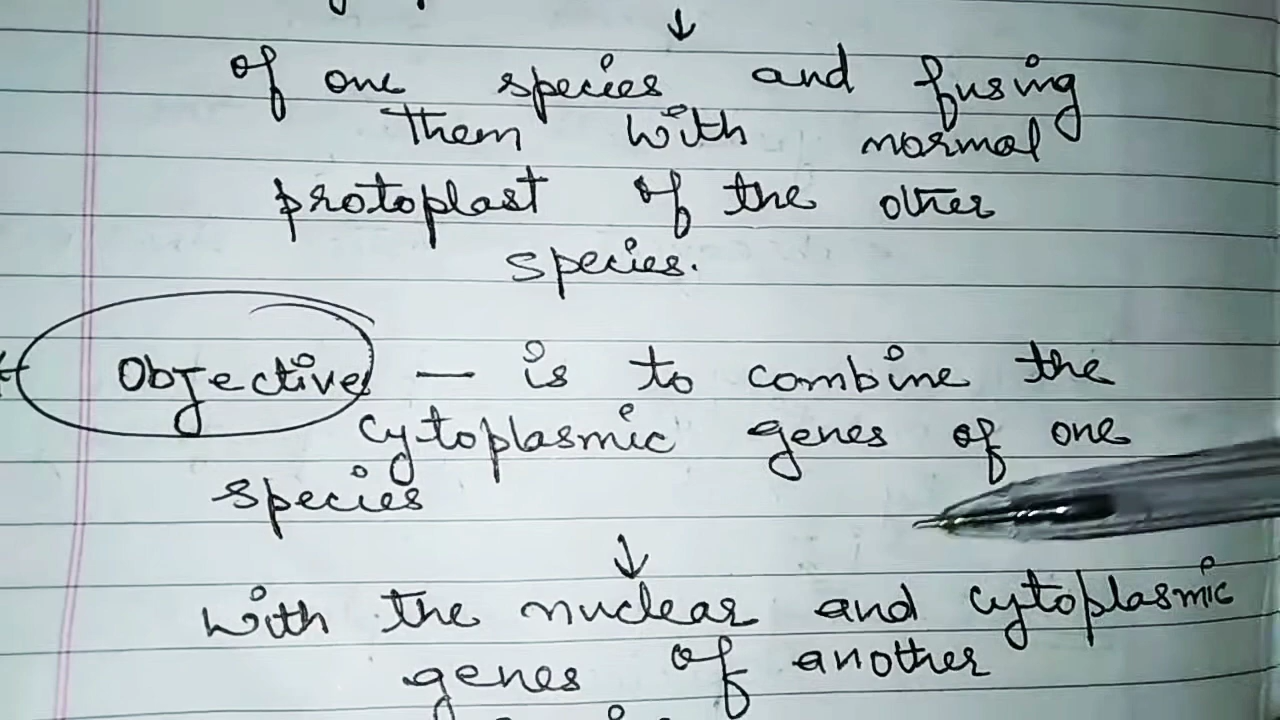 ↓
of one species and fusing
them with normal
protoplast of the other
species.
Objective — is to combine the
cytoplasmic genes of one
species
↓
with the nuclear and cytoplasmic
genes of another